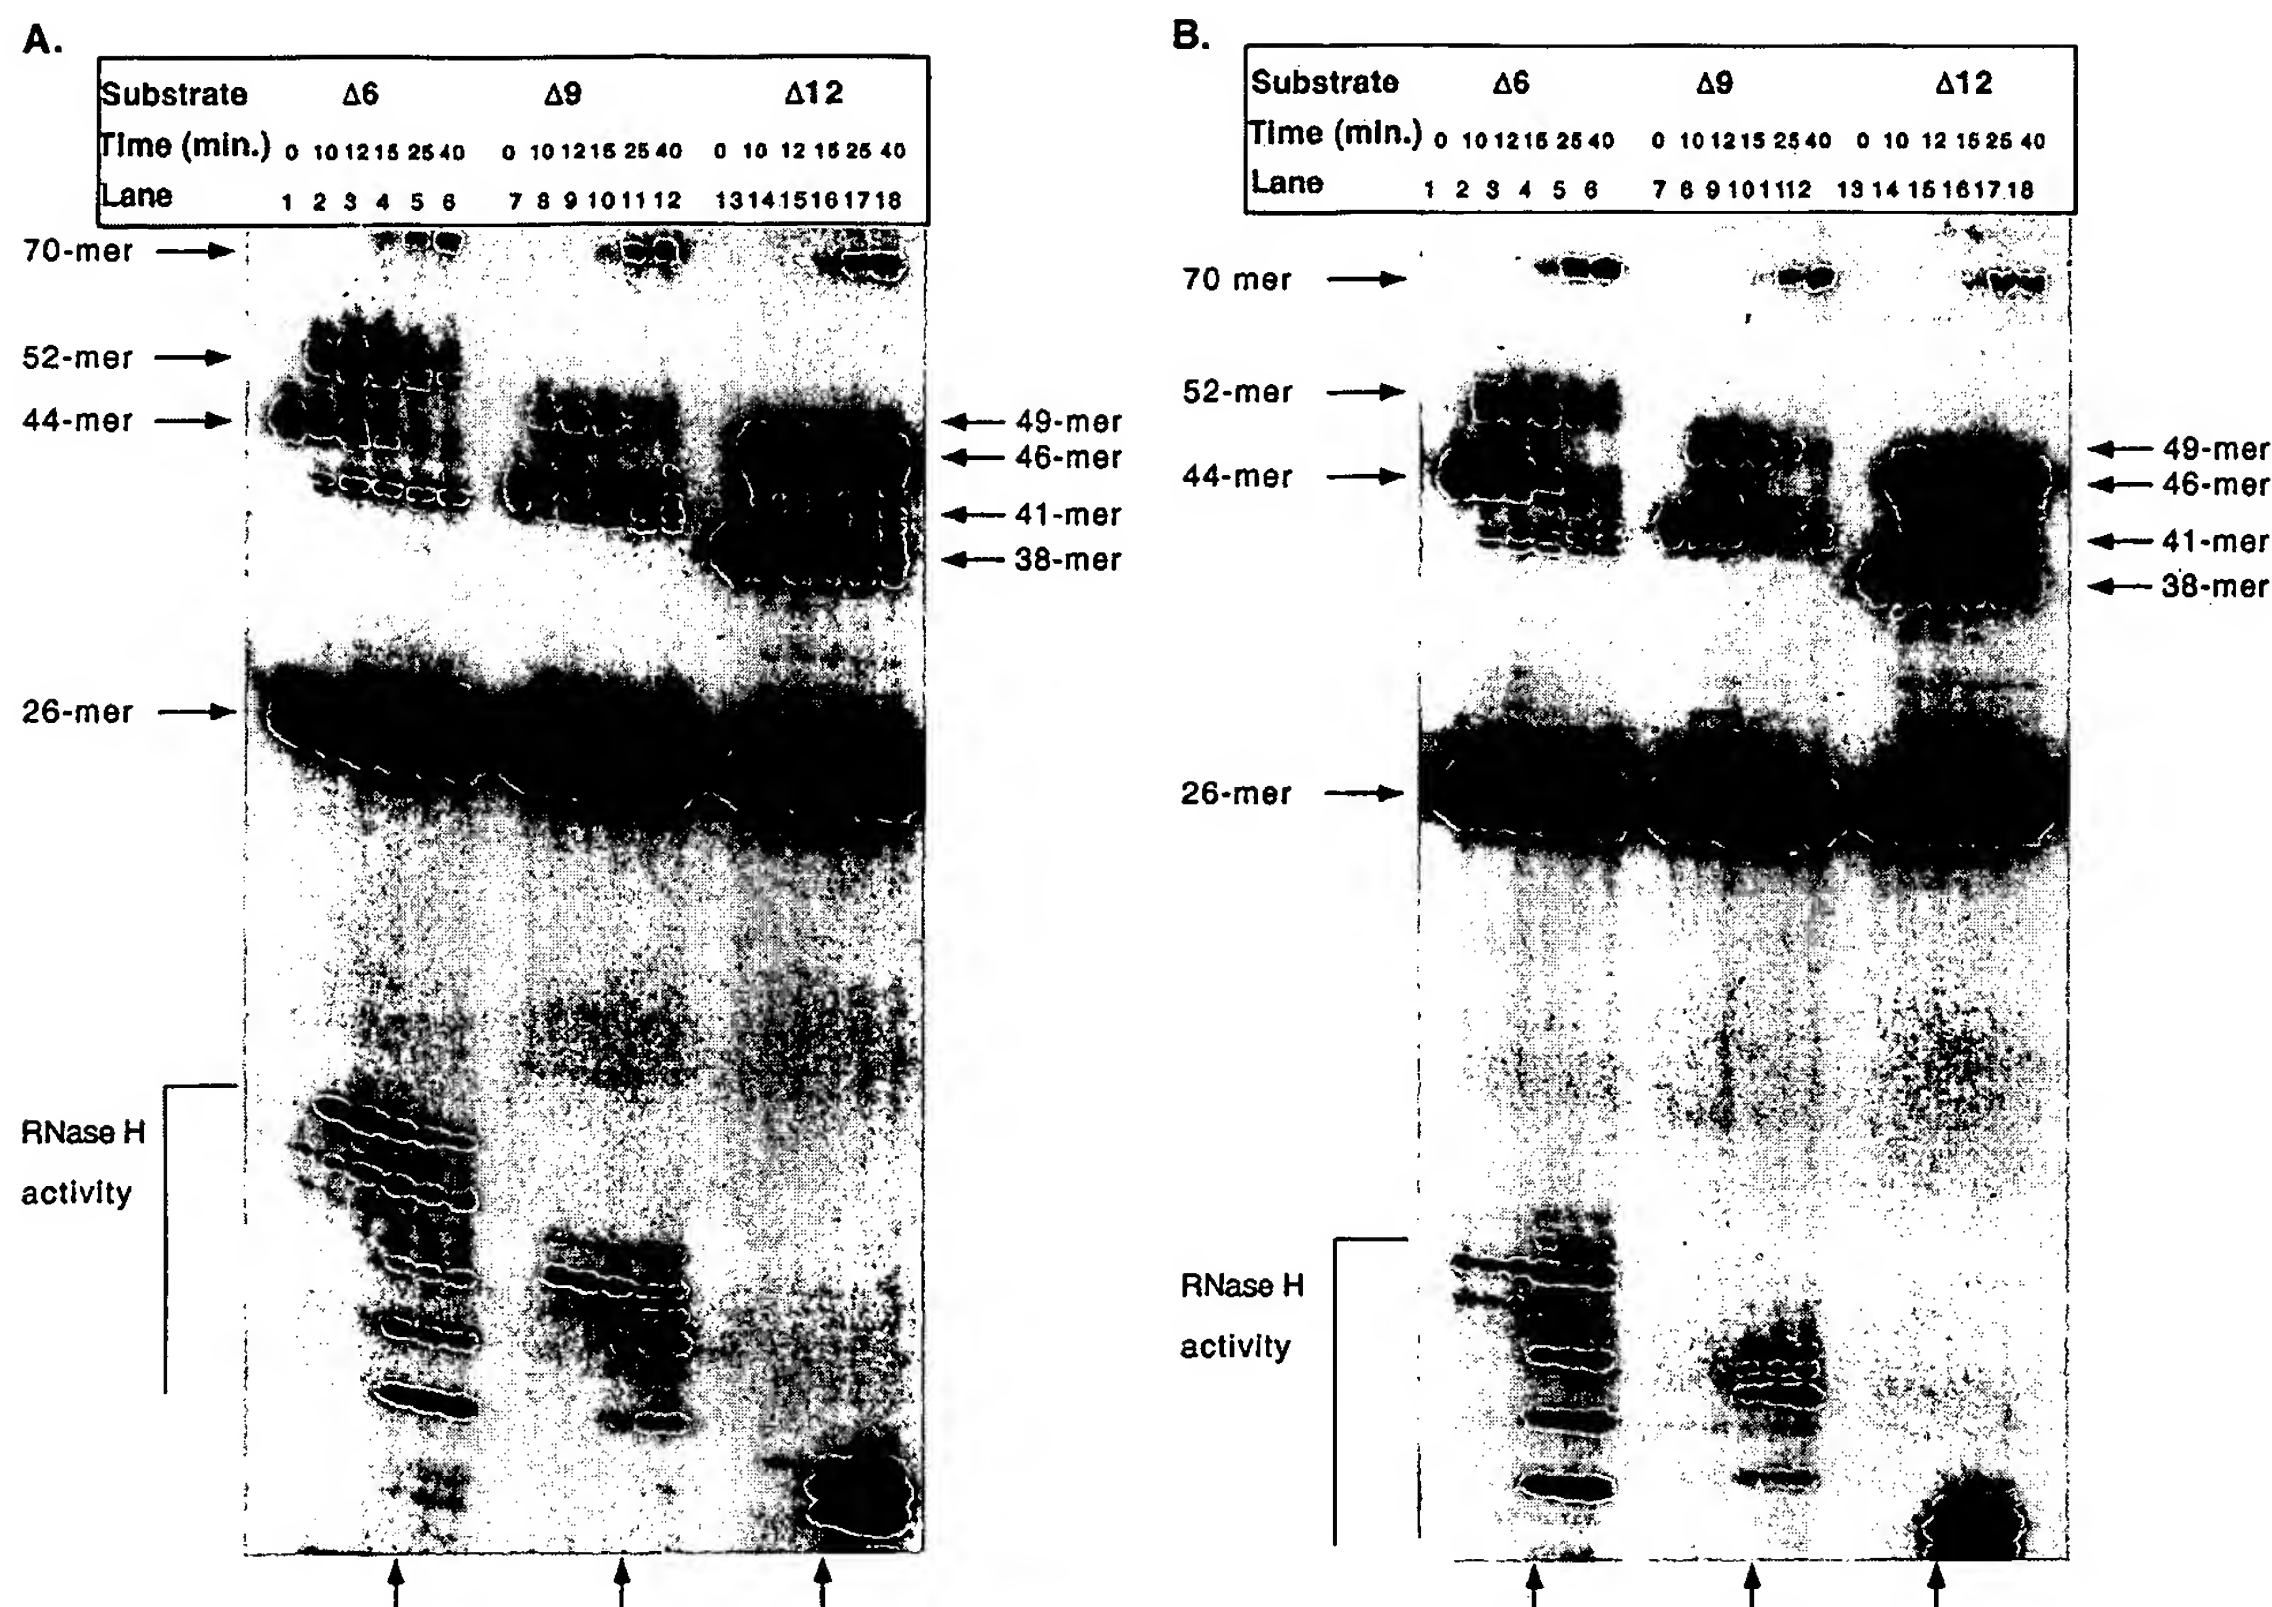 A.
Substrate Δ6 Δ9 Δ12
Time (min.) 0 10 12 15 25 40 0 10 12 15 25 40 0 10 12 15 25 40
Lane 1 2 3 4 5 6 7 8 9 10 11 12 13 14 15 16 17 18
70-mer
52-mer
44-mer
26-mer
RNase H
activity
49-mer
46-mer
41-mer
38-mer
B.
Substrate Δ6 Δ9 Δ12
Time (min.) 0 10 12 15 25 40 0 10 12 15 25 40 0 10 12 15 25 40
Lane 1 2 3 4 5 6 7 8 9 10 11 12 13 14 15 16 17 18
70 mer
52-mer
44-mer
26-mer
RNase H
activity
49-mer
46-mer
41-mer
38-mer